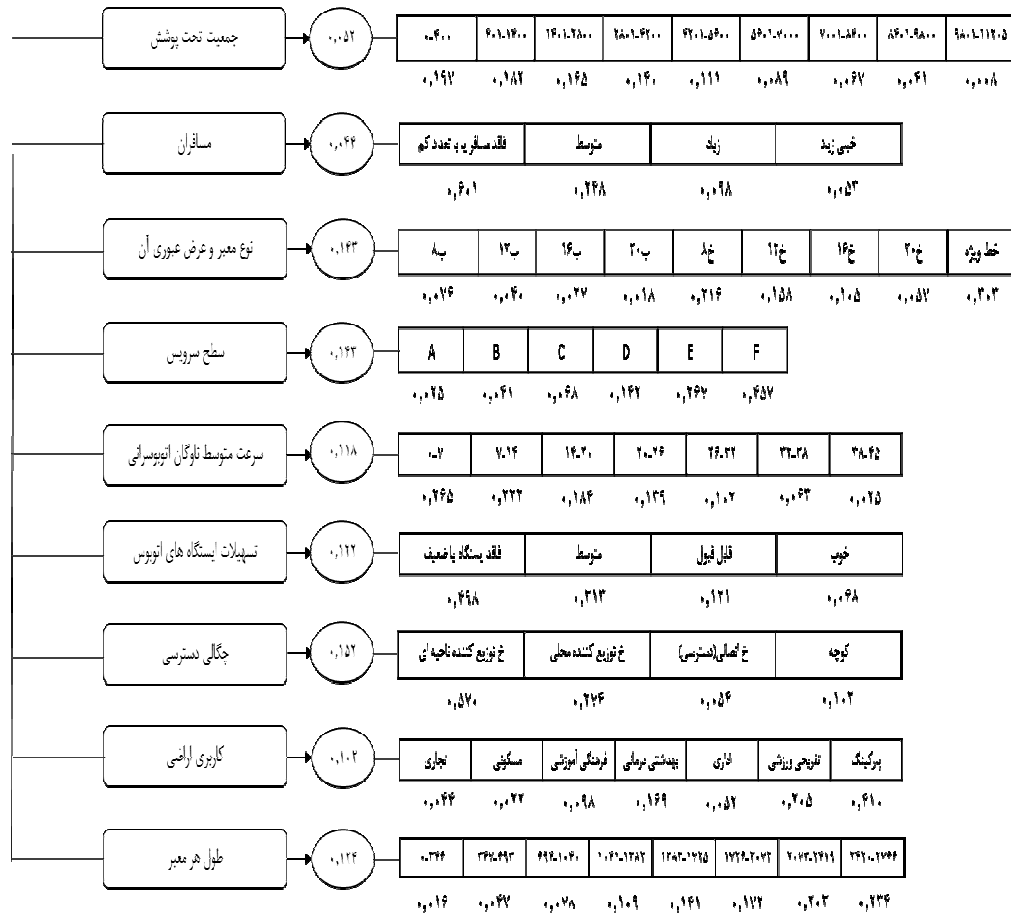 جمعیت تحت پوشش
۰,۰۵۲
۰-۴۰۰ ۴۰۱-۱۴۰۰ ۱۴۰۱-۲۸۰۰ ۲۸۰۱-۴۲۰۰ ۴۲۰۱-۵۶۰۰ ۵۶۰۱-۷۰۰۰ ۷۰۰۱-۸۴۰۰ ۸۴۰۱-۹۸۰۰ ۹۸۰۱-۱۱۲۰۵
۰,۱۹۷ ۰,۱۸۲ ۰,۱۶۵ ۰,۱۴۰ ۰,۱۱۱ ۰,۰۸۹ ۰,۰۶۷ ۰,۰۴۱ ۰,۰۰۸
مسافران
۰,۰۴۴
فاقد مسافر یا با تعدد کم متوسط زیاد خیلی زیاد
۰,۶۰۱ ۰,۲۴۸ ۰,۰۹۸ ۰,۰۵۳
نوع معبر و عرض عبوری آن
۰,۱۴۳
ب۸ ب۱۲ ب۱۶ ب۲۰ خ۸ خ۱۲ خ۱۶ خ۲۰ خط ویژه
۰,۰۷۶ ۰,۰۴۰ ۰,۰۲۷ ۰,۰۱۸ ۰,۲۱۶ ۰,۱۵۸ ۰,۱۰۵ ۰,۰۵۷ ۰,۳۰۳
سطح سرویس
۰,۱۴۳
A B C D E F
۰,۰۲۵ ۰,۰۴۱ ۰,۰۶۸ ۰,۱۴۲ ۰,۲۶۷ ۰,۴۵۷
سرعت متوسط ناوگان اتوبوسرانی
۰,۱۱۸
۰-۷ ۷-۱۴ ۱۴-۲۰ ۲۰-۲۶ ۲۶-۳۲ ۳۲-۳۸ ۳۸-۴۵
۰,۲۶۵ ۰,۲۲۲ ۰,۱۸۴ ۰,۱۳۹ ۰,۱۰۲ ۰,۰۶۳ ۰,۰۲۵
تسهیلات ایستگاه های اتوبوس
۰,۱۲۲
فاقد یستگاه یا ضعیف متوسط قابل قبول خوب
۰,۴۹۸ ۰,۳۱۳ ۰,۱۲۱ ۰,۰۶۸
چگالی دسترسی
۰,۱۵۲
خ توزیع کننده ناحیه ای خ توزیع کننده محلی خ اتصالی(دسترسی) کوچه
۰,۵۷۰ ۰,۲۷۴ ۰,۰۵۴ ۰,۱۰۲
کاربری اراضی
۰,۱۰۲
تجاری مسکونی فرهنگی آموزشی بهداشتی درمانی اداری تفریحی ورزشی پارکینگ
۰,۰۴۴ ۰,۰۲۲ ۰,۰۹۸ ۰,۱۶۹ ۰,۰۵۲ ۰,۲۰۵ ۰,۴۱۰
طول هر معبر
۰,۱۲۴
۰-۳۴۶ ۳۴۷-۶۹۳ ۶۹۴-۱۰۴۰ ۱۰۴۱-۱۳۸۲ ۱۳۸۳-۱۷۲۵ ۱۷۲۶-۲۰۷۲ ۲۰۷۳-۲۴۱۹ ۲۴۲۰-۲۷۶۶
۰,۰۱۶ ۰,۰۴۷ ۰,۰۷۸ ۰,۱۰۹ ۰,۱۴۱ ۰,۱۷۲ ۰,۲۰۳ ۰,۲۳۴